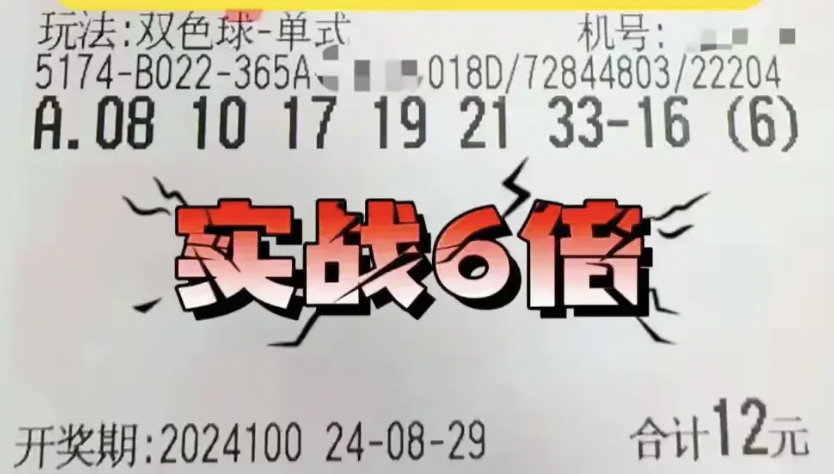 玩法:双色球-单式 机号:
5174-B022-365A 018D/72844803/22204
A.08 10 17 19 21 33-16 (6)
实战6倍
开奖期:2024100 24-08-29 合计12元